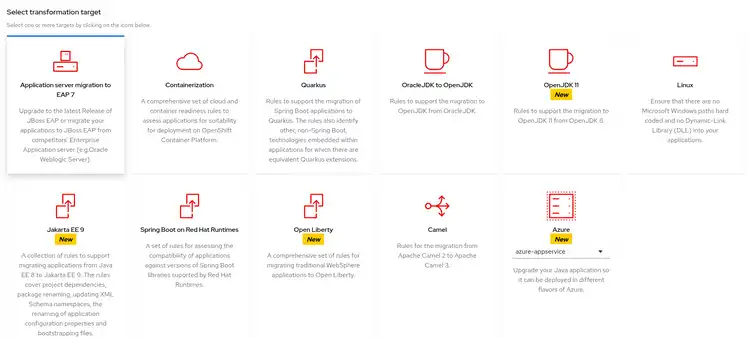 Select transformation target
Select one or more targets by clicking on the icons below.
Application server migration to
EAP 7
Upgrade to the latest Release of
JBoss EAP or migrate your
applications to JBoss EAP from
competitors' Enterprise
Application server (e.g.Oracle
Weblogic Server).
Containerization
A comprehensive set of cloud and
container readiness rules to
assess applications for suitability
for deployment on OpenShift
Container Platform.
Quarkus
Rules to support the migration of
Spring Boot applications to
Quarkus. The rules also identify
other, non-Spring Boot,
technologies embedded within
applications for which there are
equivalent Quarkus extensions.
OracleJDK to OpenJDK
Rules to support the migration to
OpenJDK from OracleJDK.
OpenJDK 11
New
Rules to support the migration to
OpenJDK 11 from OpenJDK 8.
Linux
Ensure that there are no
Microsoft Windows paths hard
coded and no Dynamic-Link
Library (DLL) into your
applications.
Jakarta EE 9
New
A collection of rules to support
migrating applications from Java
EE 8 to Jakarta EE 9. The rules
cover project dependencies,
package renaming, updating XML
Schema namespaces, the
renaming of application
configuration properties and
bootstraping files.
Spring Boot on Red Hat Runtimes
A set of rules for assessing the
compatibility of applications
against versions of Spring Boot
libraries suported by Red Hat
Runtimes.
Open Liberty
New
A comprehensive set of rules for
migrating traditional WebSphere
applications to Open Liberty.
Camel
Rules for the migration from
Apache Camel 2 to Apache
Camel 3.
Azure
New
azure-appservice
Upgrade your Java application so
it can be deployed in different
flavors of Azure.